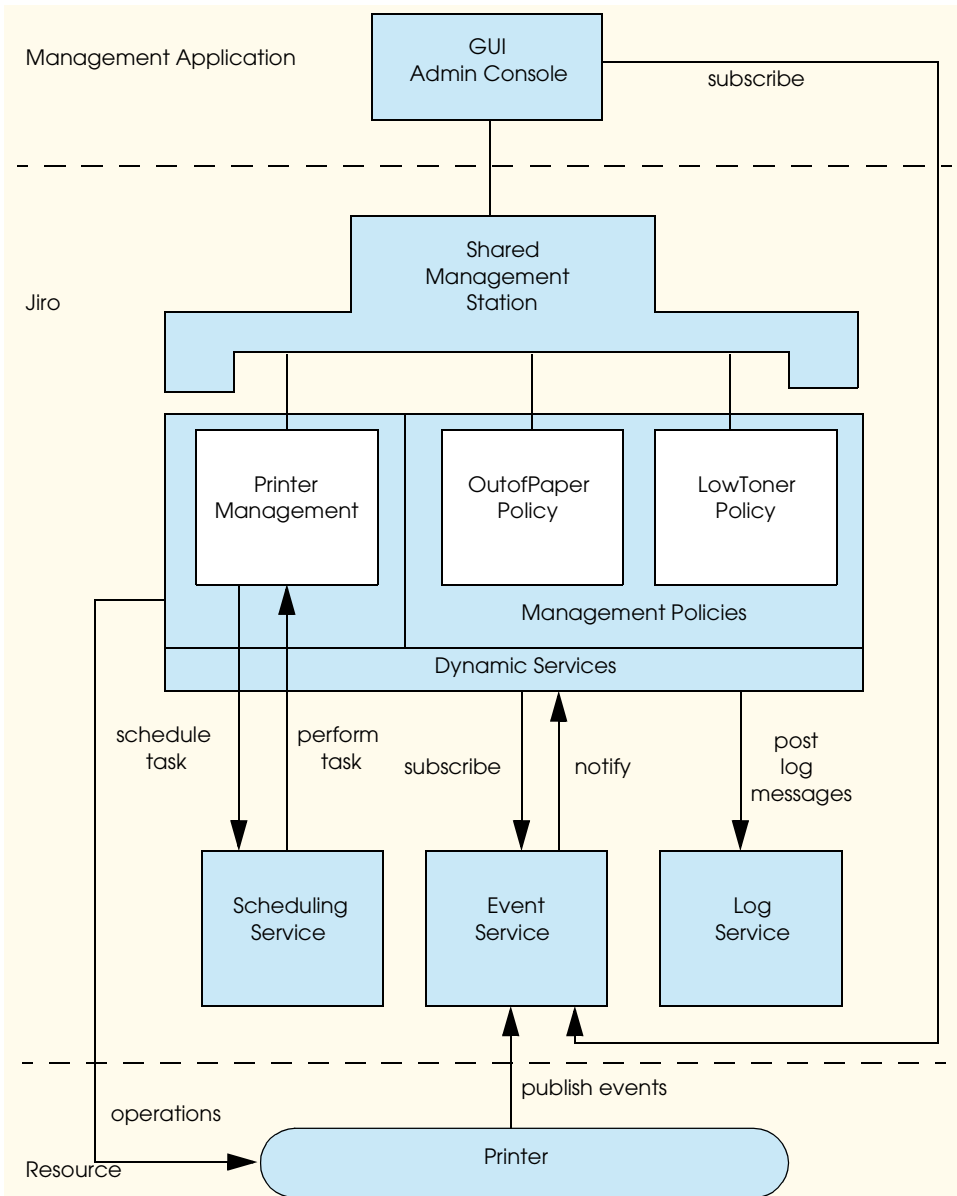 Management Application
GUI
Admin Console
subscribe
Shared
Management
Station
Jiro
Printer
Management
OutofPaper
Policy
LowToner
Policy
Management Policies
Dynamic Services
schedule
task
perform
task
subscribe
notify
post
log
messages
Scheduling
Service
Event
Service
Log
Service
publish events
operations
Printer
Resource